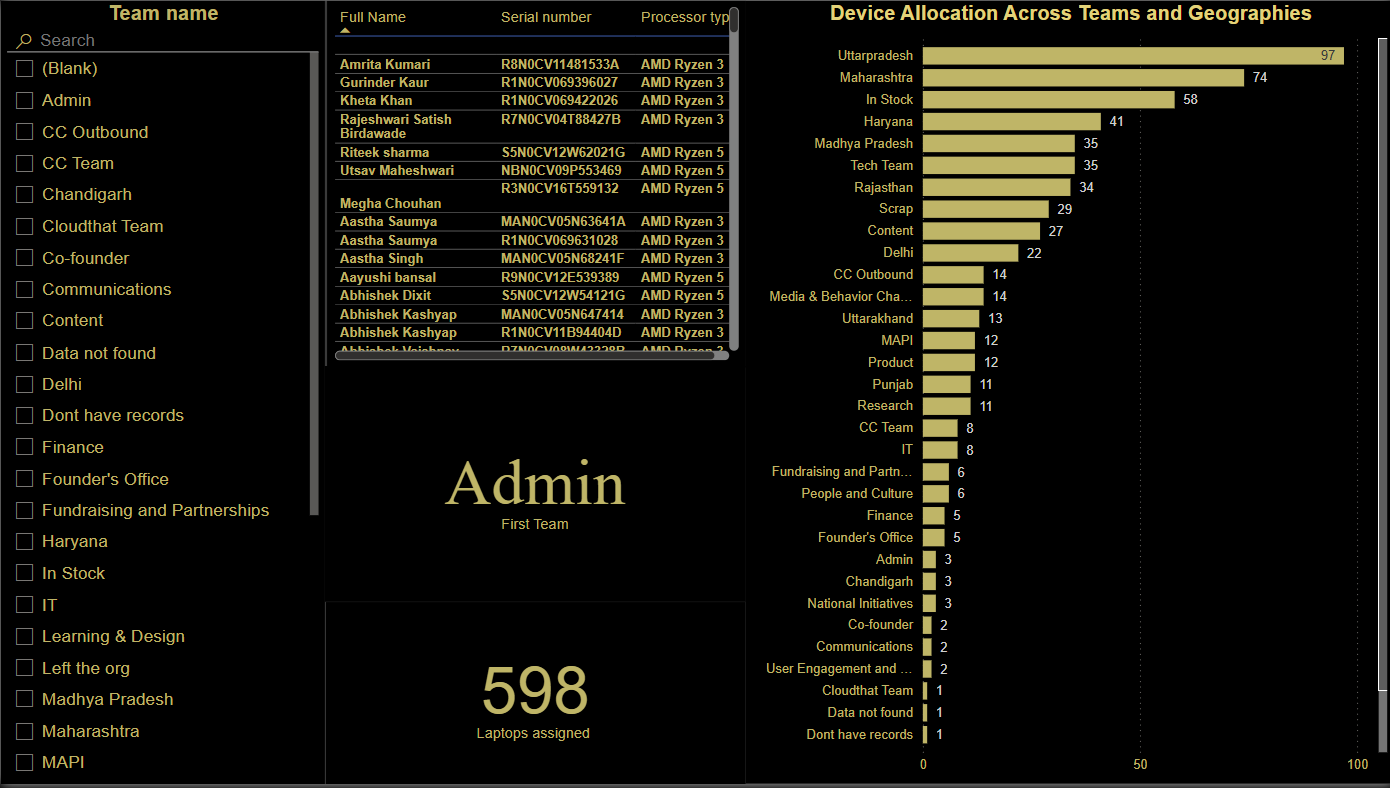 Team name
Search
(Blank)
Admin
CC Outbound
CC Team
Chandigarh
Cloudthat Team
Co-founder
Communications
Content
Data not found
Delhi
Dont have records
Finance
Founder's Office
Fundraising and Partnerships
Haryana
In Stock
IT
Learning & Design
Left the org
Madhya Pradesh
Maharashtra
MAPI
Full Name Serial number Processor typ
Amrita Kumari R8N0CV11481533A AMD Ryzen 3
Gurinder Kaur R1N0CV069396027 AMD Ryzen 3
Kheta Khan R1N0CV069422026 AMD Ryzen 3
Rajeshwari Satish R7N0CV04T88427B AMD Ryzen 3
Birdawade
Riteek sharma S5N0CV12W62021G AMD Ryzen 5
Utsav Maheshwari NBN0CV09P553469 AMD Ryzen 5
R3N0CV16T559132 AMD Ryzen 5
Megha Chouhan
Aastha Saumya MAN0CV05N63641A AMD Ryzen 3
Aastha Saumya R1N0CV069631028 AMD Ryzen 3
Aastha Singh MAN0CV05N68241F AMD Ryzen 3
Aayushi bansal R9N0CV12E539389 AMD Ryzen 5
Abhishek Dixit S5N0CV12W54121G AMD Ryzen 5
Abhishek Kashyap MAN0CV05N647414 AMD Ryzen 3
Abhishek Kashyap R1N0CV11B94404D AMD Ryzen 3
Admin
First Team
598
Laptops assigned
Device Allocation Across Teams and Geographies
Uttarpradesh 97
Maharashtra 74
In Stock 58
Haryana 41
Madhya Pradesh 35
Tech Team 35
Rajasthan 34
Scrap 29
Content 27
Delhi 22
CC Outbound 14
Media & Behavior Cha... 14
Uttarakhand 13
MAPI 12
Product 12
Punjab 11
Research 11
CC Team 8
IT 8
Fundraising and Partn... 6
People and Culture 6
Finance 5
Founder's Office 5
Admin 3
Chandigarh 3
National Initiatives 3
Co-founder 2
Communications 2
User Engagement and ... 2
Cloudthat Team 1
Data not found 1
Dont have records 1
0 50 100